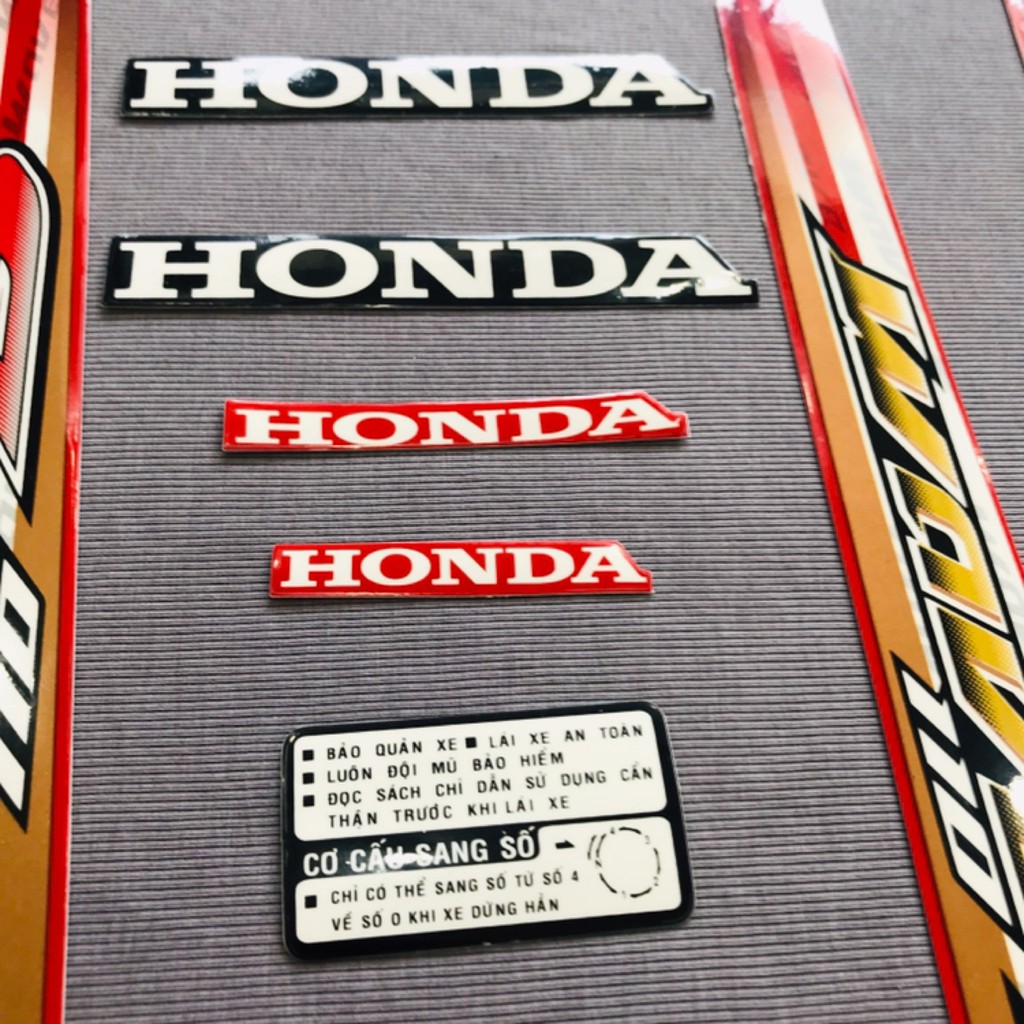 HONDA
HONDA
HONDA
HONDA
■ BẢO QUẢN XE ■ LÁI XE AN TOÀN
■ LUÔN ĐỘI MŨ BẢO HIỂM
■ ĐỌC SÁCH CHỈ DẪN SỬ DỤNG CẨN
THẬN TRƯỚC KHI LÁI XE
CƠ CẤU SANG SỐ
■ CHỈ CÓ THỂ SANG SỐ TỪ SỐ 4
VỀ SỐ 0 KHI XE DỪNG HẲN